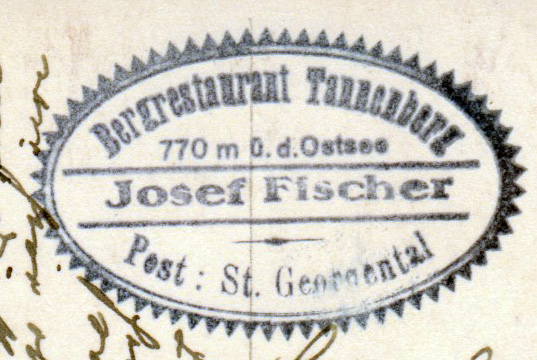 Bergrestaurant Tannenberg
770 m ü.d.Ostsee
Josef Fischer
Post: St. Georgental